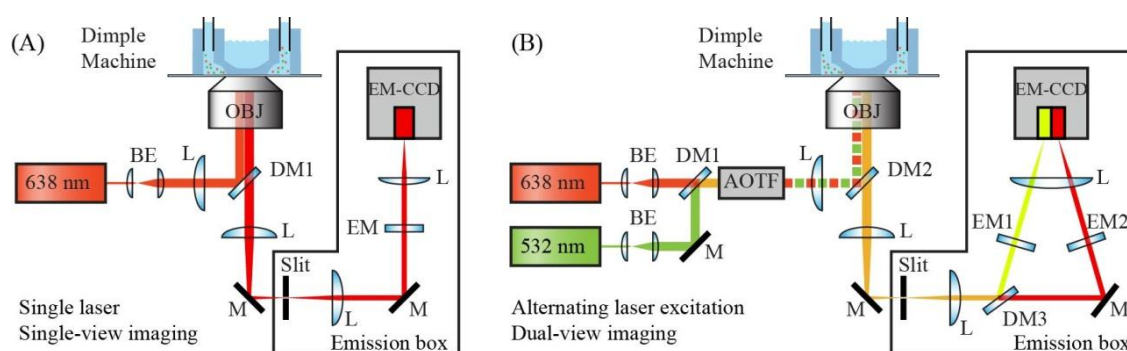 (A)
Dimple
Machine
EM-CCD
OBJ
BE
L
DM1
638 nm
L
EM
L
Slit
M
L
M
Single laser
Single-view imaging
Emission box
(B)
Dimple
Machine
EM-CCD
OBJ
BE
DM1
L
DM2
638 nm
AOTF
L
BE
532 nm
M
L
EM1
EM2
Slit
M
L
DM3
M
Alternating laser excitation
Dual-view imaging
Emission box